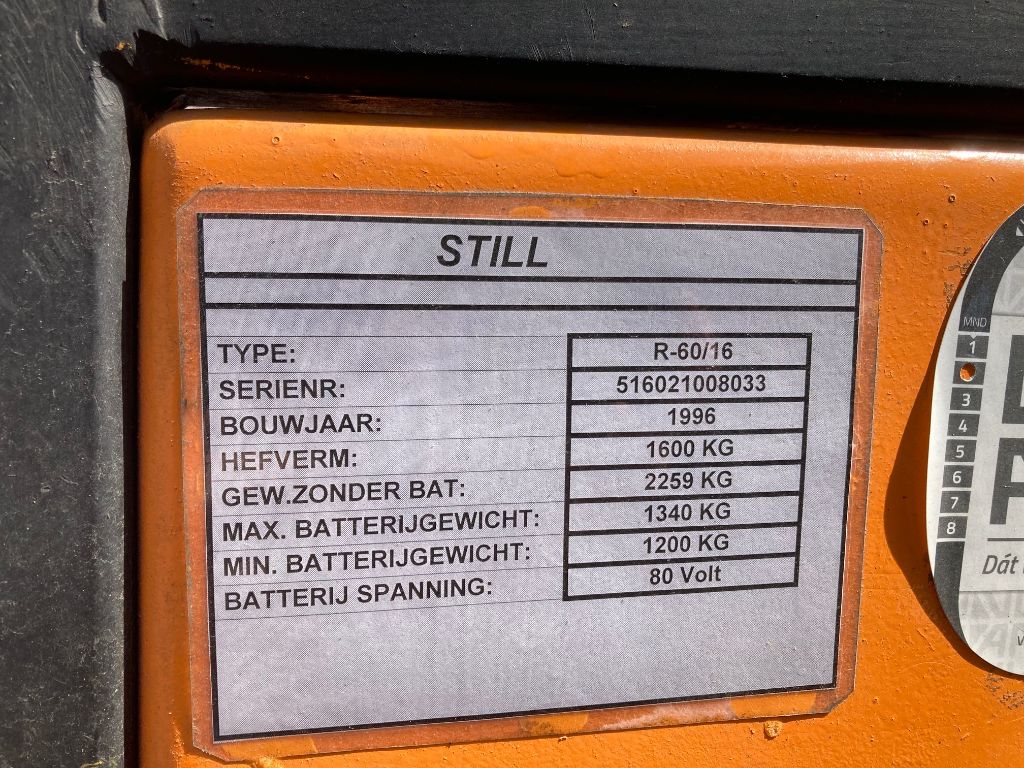 STILL
TYPE: R-60/16
SERIENR: 516021008033
BOUWJAAR: 1996
HEFVERM: 1600 KG
GEW.ZONDER BAT: 2259 KG
MAX. BATTERIJGEWICHT: 1340 KG
MIN. BATTERIJGEWICHT: 1200 KG
BATTERIJ SPANNING: 80 Volt
MND
1
3
4
5
6
7
8
Dát